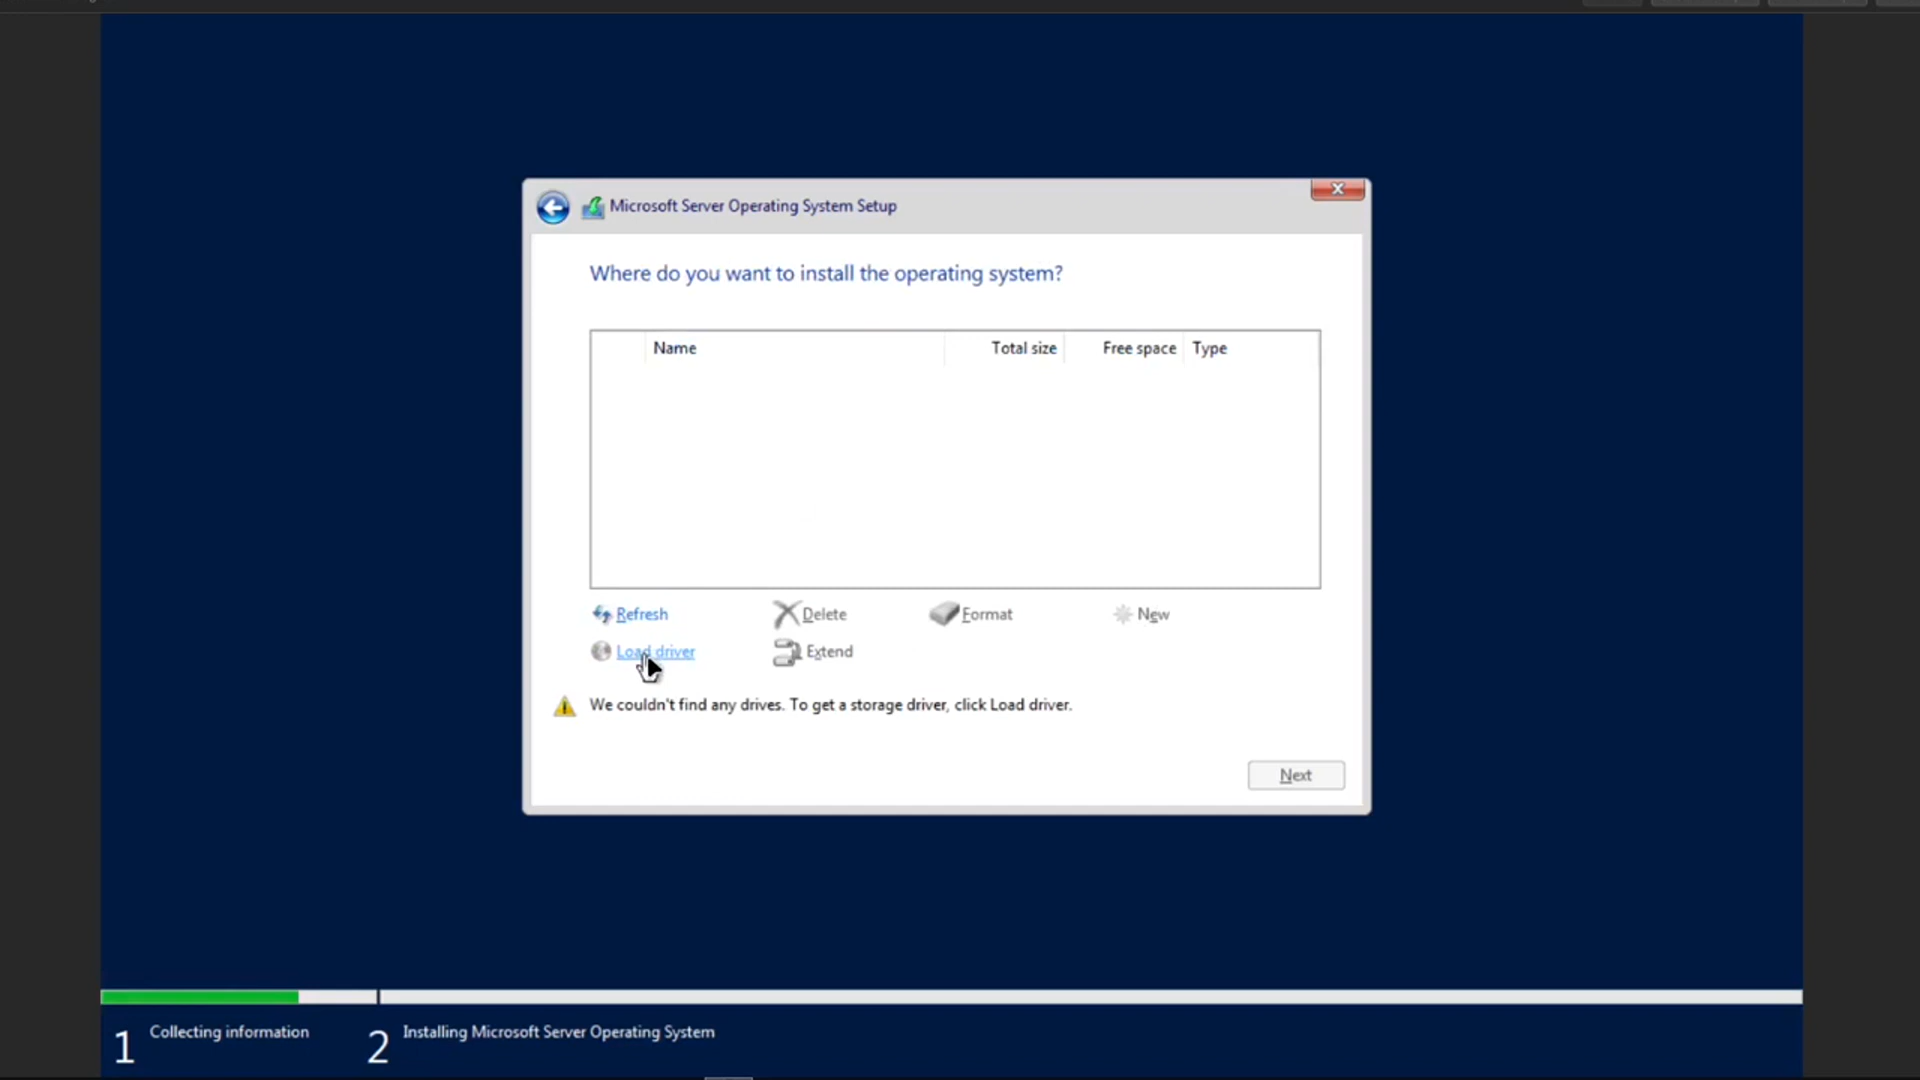 Microsoft Server Operating System Setup
Where do you want to install the operating system?
Name Total size Free space Type
Refresh Delete Format New
Load driver Extend
We couldn't find any drives. To get a storage driver, click Load driver.
Next
1 Collecting information 2 Installing Microsoft Server Operating System